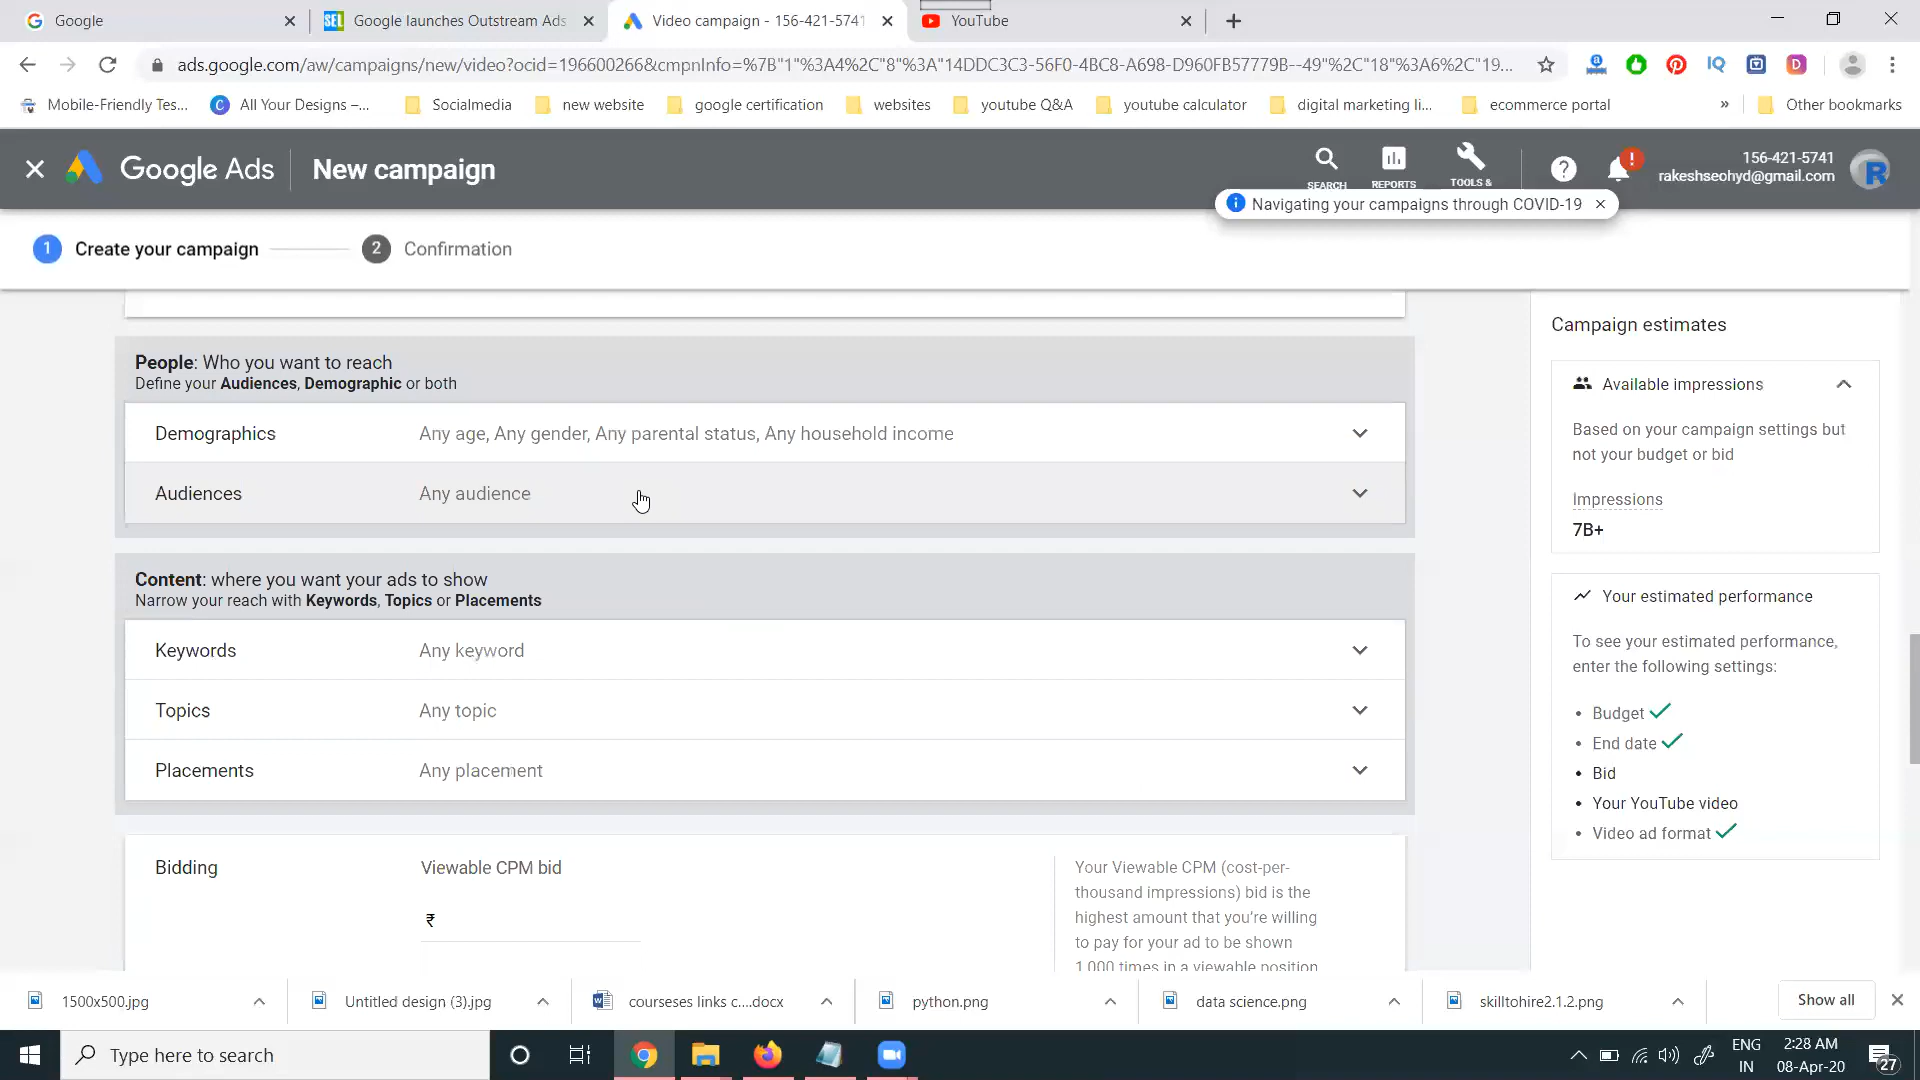 Google
SEL Google launches Outstream Ads
Video campaign - 156-421-5741
YouTube
ads.google.com/aw/campaigns/new/video?ocid=196600266&cmpnInfo=%7B"1"%3A4%2C"8"%3A"14DDC3C3-56F0-4BC8-A698-D960FB57779B--49"%2C"18"%3A6%2C"19...
Mobile-Friendly Tes...
All Your Designs –...
Socialmedia
new website
google certification
websites
youtube Q&A
youtube calculator
digital marketing li...
ecommerce portal
»
Other bookmarks
Google Ads
New campaign
SEARCH
REPORTS
TOOLS &
156-421-5741
rakeshseohyd@gmail.com
Navigating your campaigns through COVID-19
1 Create your campaign
2 Confirmation
People: Who you want to reach
Define your Audiences, Demographic or both
Demographics Any age, Any gender, Any parental status, Any household income
Audiences Any audience
Content: where you want your ads to show
Narrow your reach with Keywords, Topics or Placements
Keywords Any keyword
Topics Any topic
Placements Any placement
Bidding Viewable CPM bid
₹
Your Viewable CPM (cost-per-
thousand impressions) bid is the
highest amount that you're willing
to pay for your ad to be shown
1,000 times in a viewable position
Campaign estimates
Available impressions
Based on your campaign settings but
not your budget or bid
Impressions
7B+
Your estimated performance
To see your estimated performance,
enter the following settings:
• Budget
• End date
• Bid
• Your YouTube video
• Video ad format
1500x500.jpg
Untitled design (3).jpg
courseses links c....docx
python.png
data science.png
skilltohire2.1.2.png
Show all
Type here to search
ENG
IN
2:28 AM
08-Apr-20
27